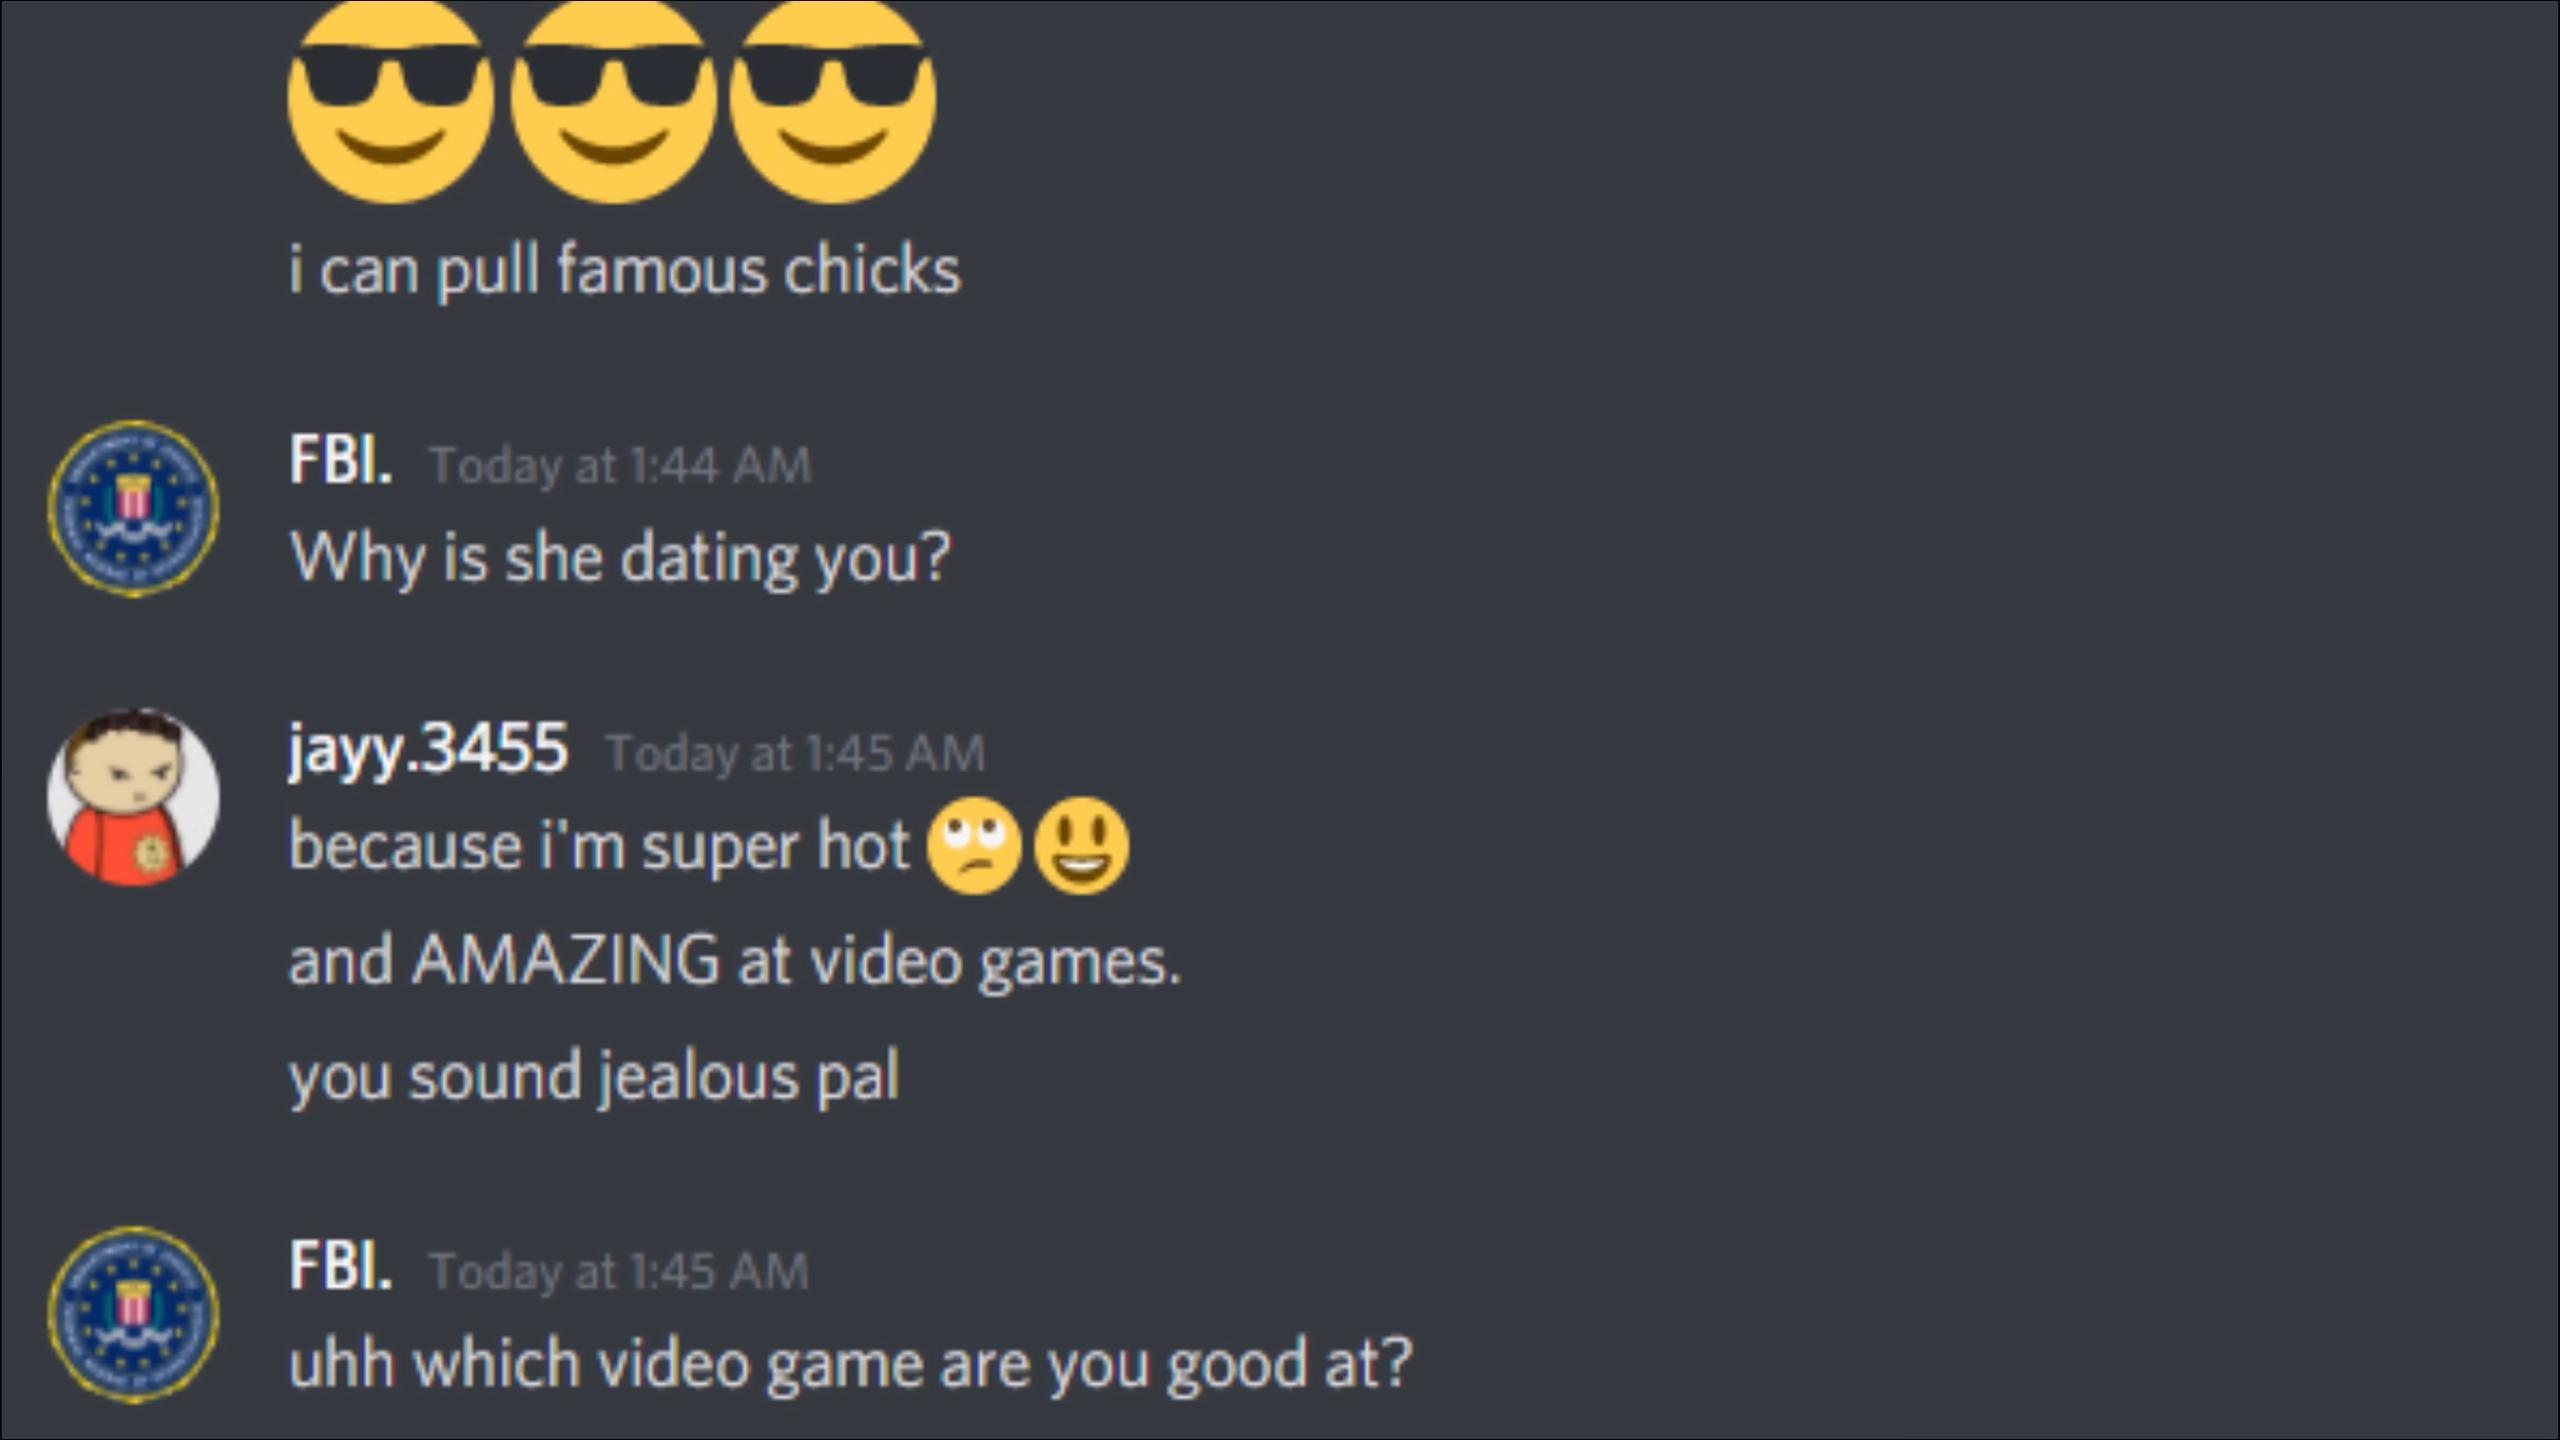 😎😎😎
i can pull famous chicks
FBI. Today at 1:44 AM
Why is she dating you?
jayy.3455 Today at 1:45 AM
because i'm super hot 🙄😃
and AMAZING at video games.
you sound jealous pal
FBI. Today at 1:45 AM
uhh which video game are you good at?